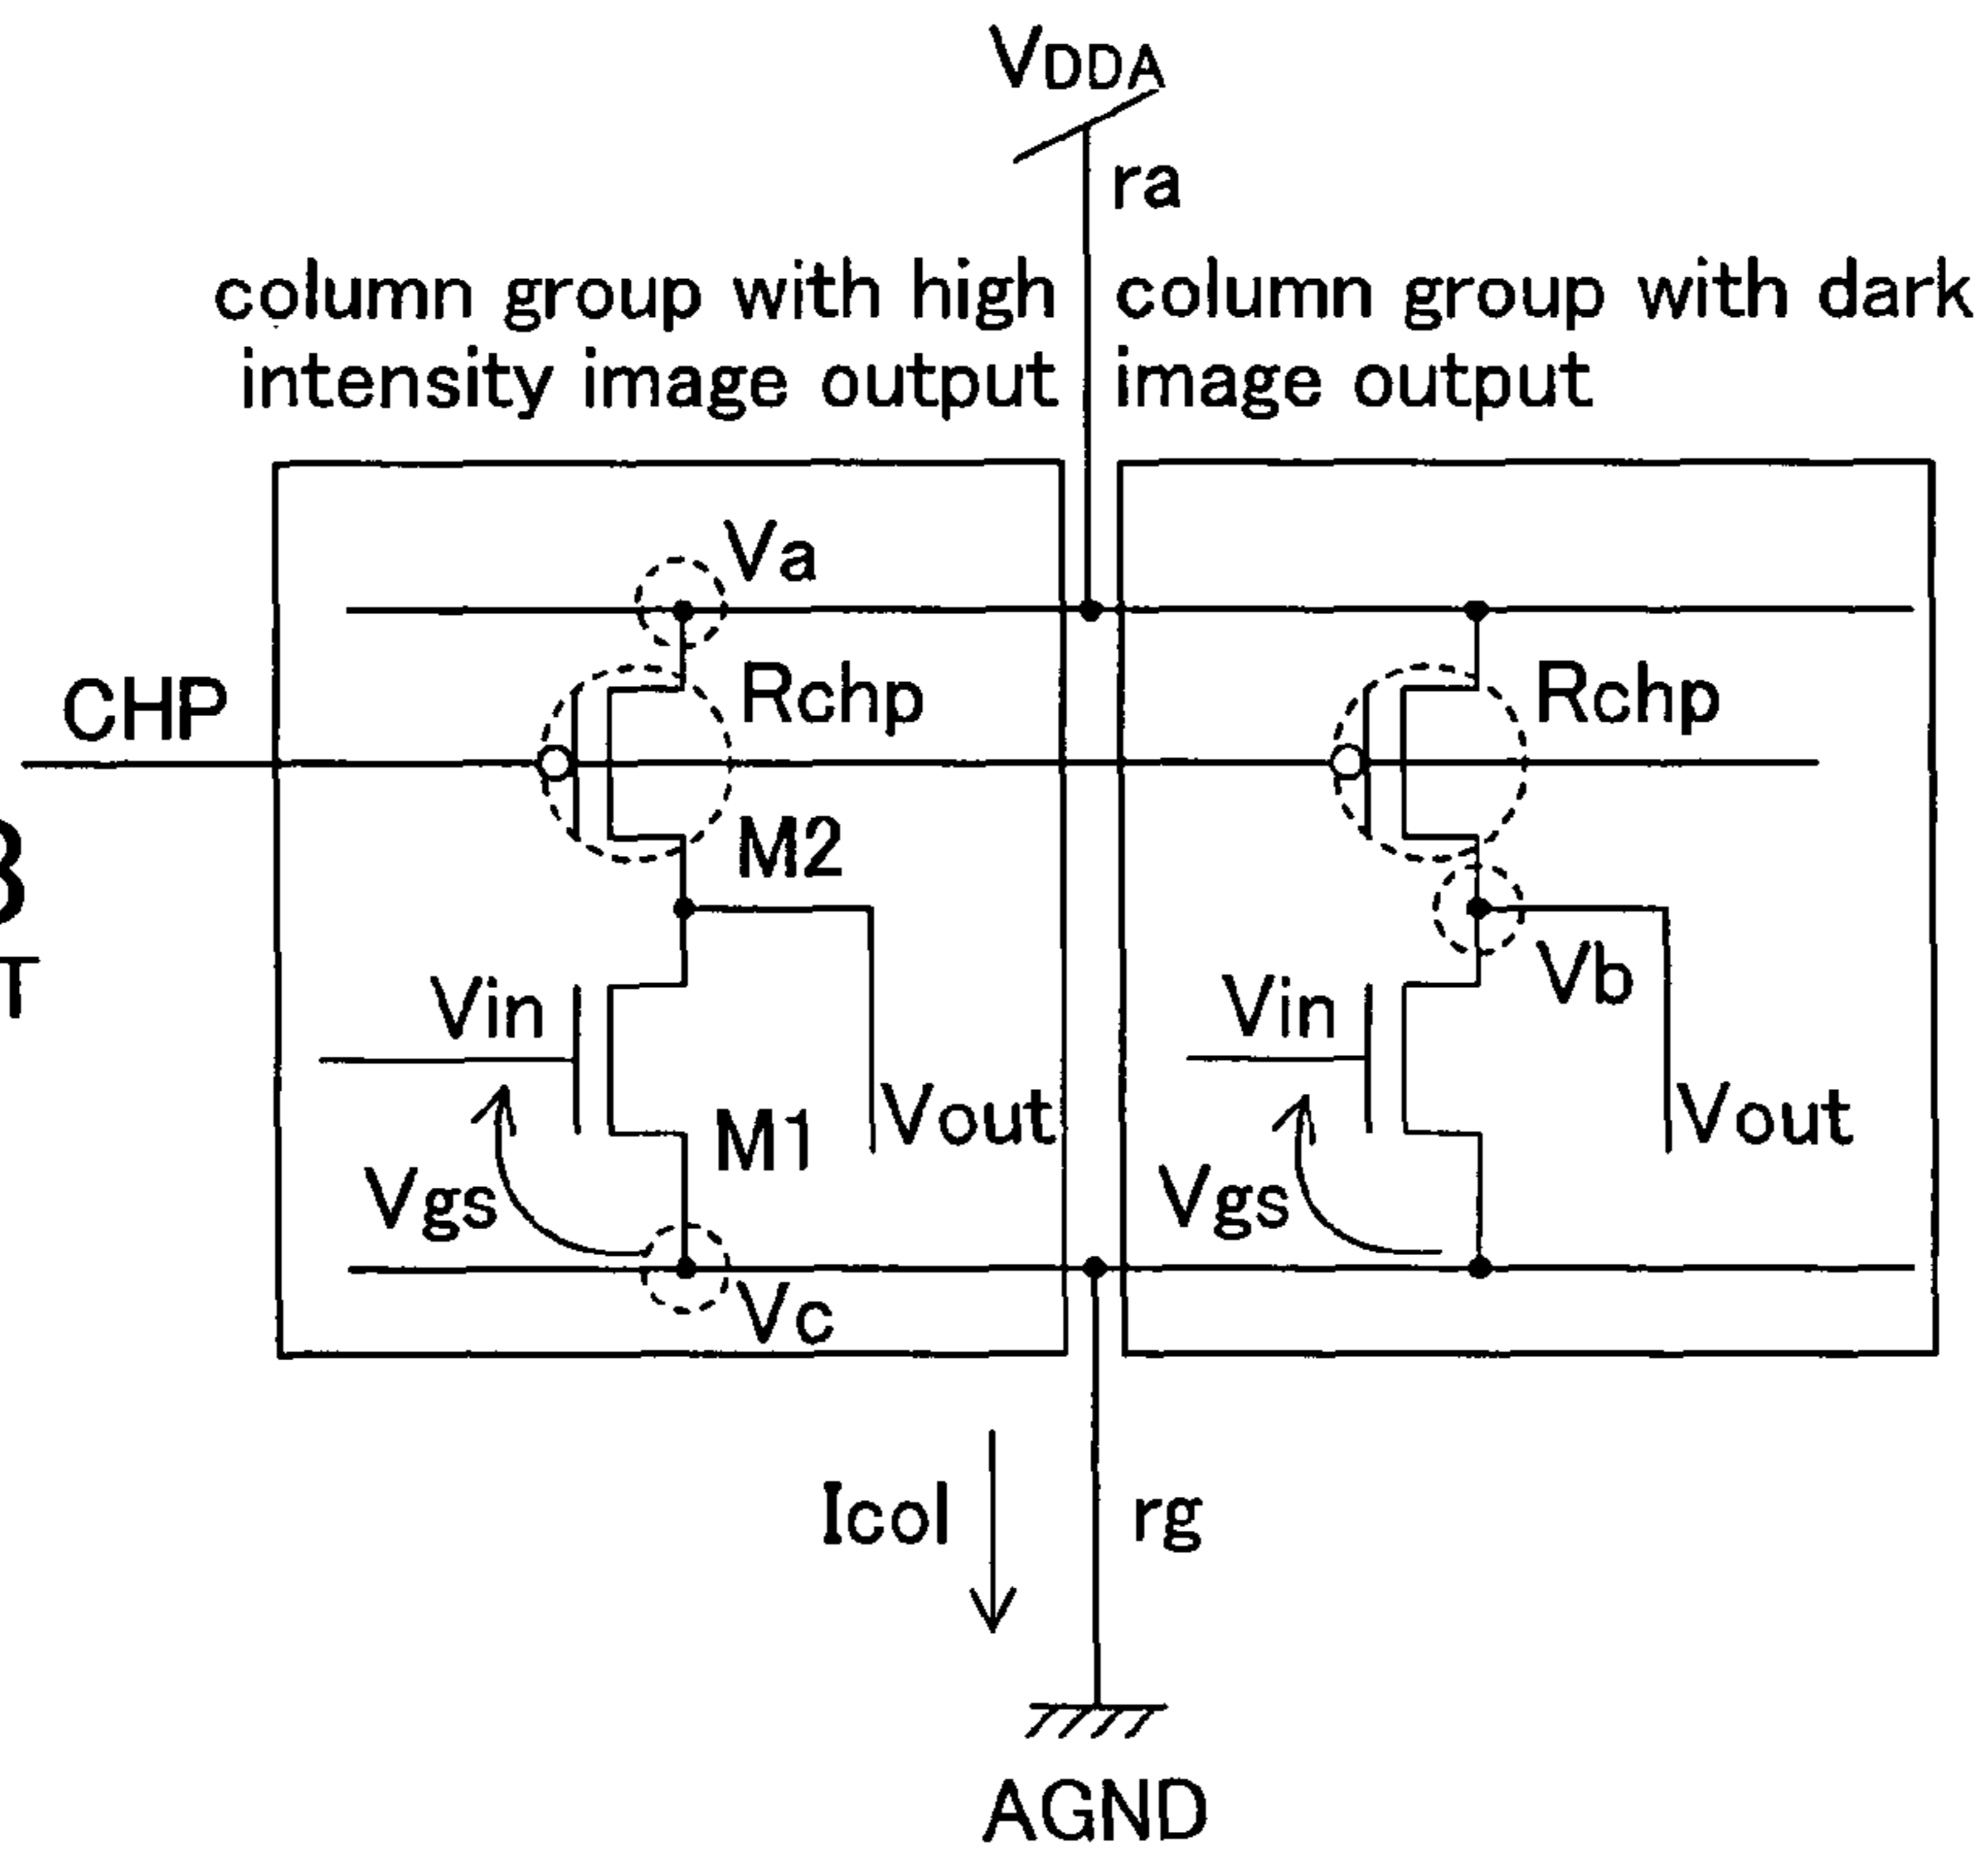 VDDA
ra
column group with high
intensity image output
column group with dark
image output
Va
Rchp
Rchp
CHP
M2
Vin
Vb
Vin
M1
Vout
Vout
Vgs
Vgs
Vc
Icol
rg
AGND